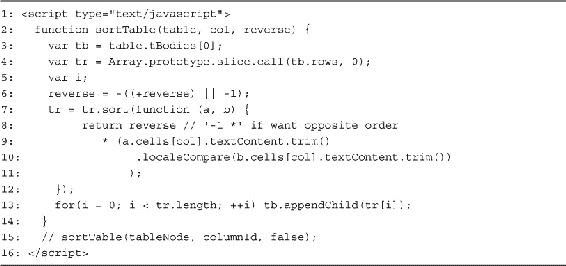 1: <script type="text/javascript">
2: function sortTable(table, col, reverse) {
3: var tb = table.tBodies[0];
4: var tr = Array.prototype.slice.call(tb.rows, 0);
5: var i;
6: reverse = -((+reverse) || -1);
7: tr = tr.sort(function (a, b) {
8: return reverse // '-1 *' if want opposite order
9: * (a.cells[col].textContent.trim()
10: .localeCompare(b.cells[col].textContent.trim())
11: );
12: });
13: for(i = 0; i < tr.length; ++i) tb.appendChild(tr[i]);
14: }
15: // sortTable(tableNode, columnId, false);
16: </script>